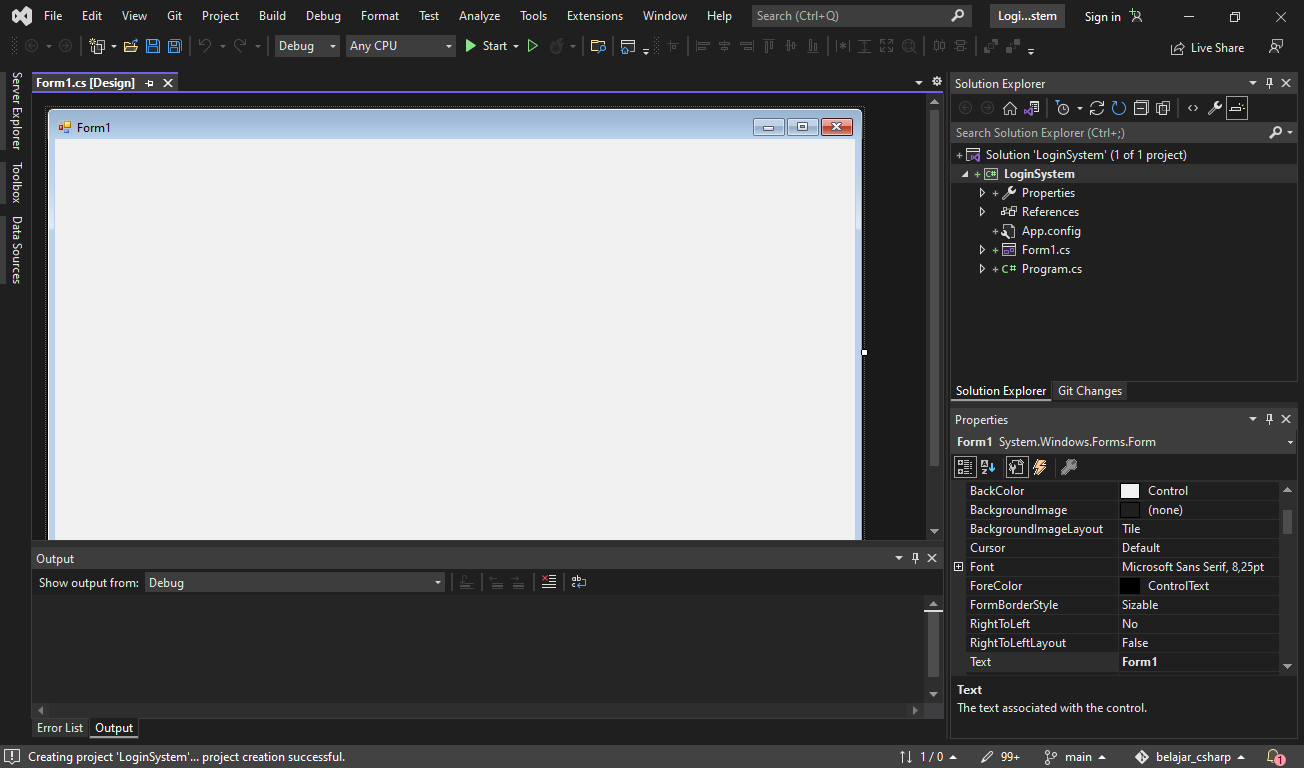 File Edit View Git Project Build Debug Format Test Analyze Tools Extensions Window Help Search (Ctrl+Q) Logi...stem Sign in
Debug Any CPU Start Live Share
Server Explorer
Toolbox
Data Sources
Form1.cs [Design]
Form1
Output
Show output from: Debug
Error List Output
Solution Explorer
Search Solution Explorer (Ctrl+;)
Solution 'LoginSystem' (1 of 1 project)
C# LoginSystem
Properties
References
App.config
Form1.cs
C# Program.cs
Solution Explorer Git Changes
Properties
Form1 System.Windows.Forms.Form
BackColor Control
BackgroundImage (none)
BackgroundImageLayout Tile
Cursor Default
Font Microsoft Sans Serif, 8,25pt
ForeColor ControlText
FormBorderStyle Sizable
RightToLeft No
RightToLeftLayout False
Text Form1
Text
The text associated with the control.
Creating project 'LoginSystem'... project creation successful. 1 / 0 99+ main belajar_csharp 1